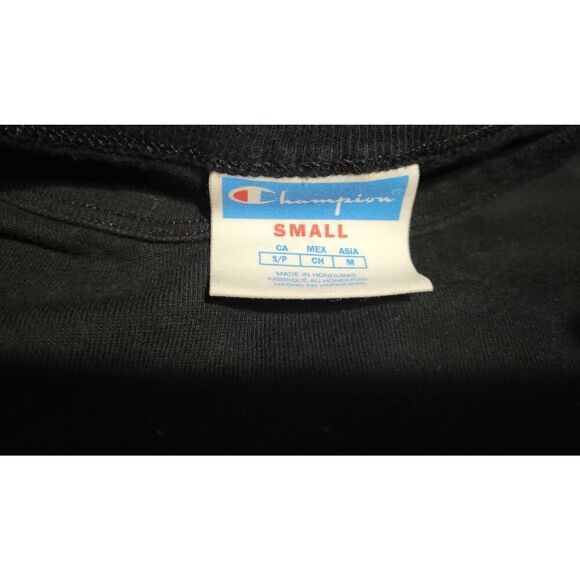 Champion
SMALL
CA MEX ASIA
S/P CH M
MADE IN HONDURAS
FABRIQUÉ AU HONDURAS
HECHO EN HONDURAS